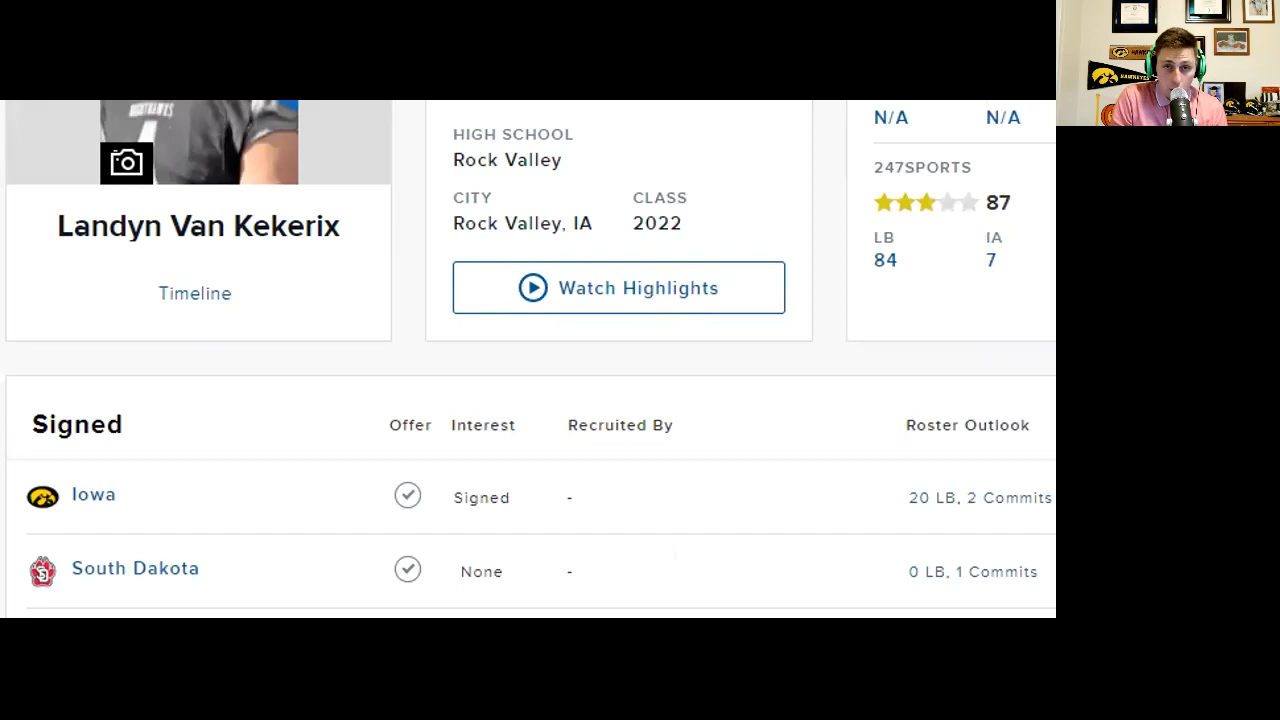 HIGH SCHOOL
Rock Valley
CITY
CLASS
Rock Valley, IA
2022
Watch Highlights
Landyn Van Kekerix
Timeline
N/A
N/A
247SPORTS
87
LB
IA
84
7
Signed
Offer
Interest
Recruited By
Roster Outlook
Iowa
Signed
-
20 LB, 2 Commits
South Dakota
None
-
0 LB, 1 Commits